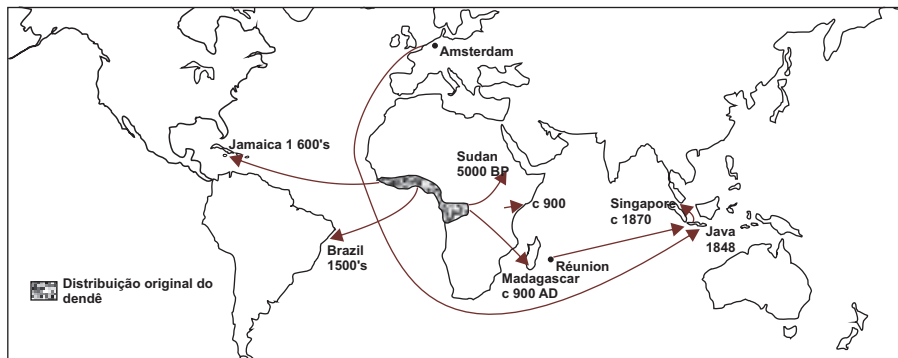 Amsterdam
Jamaica 1 600's
Sudan
5000 BP
c 900
Singapore
c 1870
Java
1848
Brazil
1500's
Réunion
Madagascar
c 900 AD
Distribuição original do
dendê